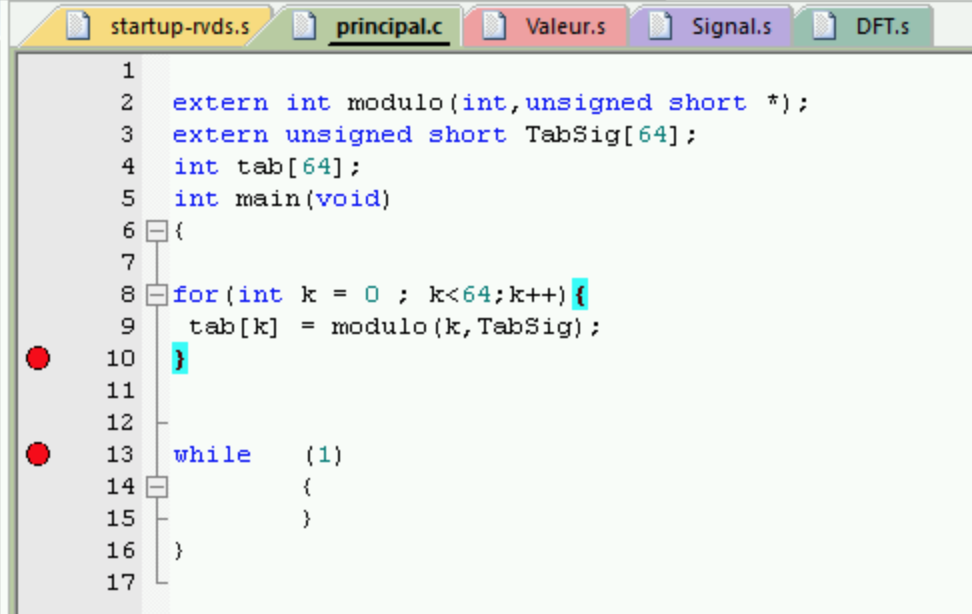 startup-rvds.s principal.c Valeur.s Signal.s DFT.s
1
2 extern int modulo(int,unsigned short *);
3 extern unsigned short TabSig[64];
4 int tab[64];
5 int main(void)
6 {
7
8 for(int k = 0 ; k<64;k++){
9 tab[k] = modulo(k,TabSig);
10 }
11
12
13 while (1)
14 {
15 }
16 }
17